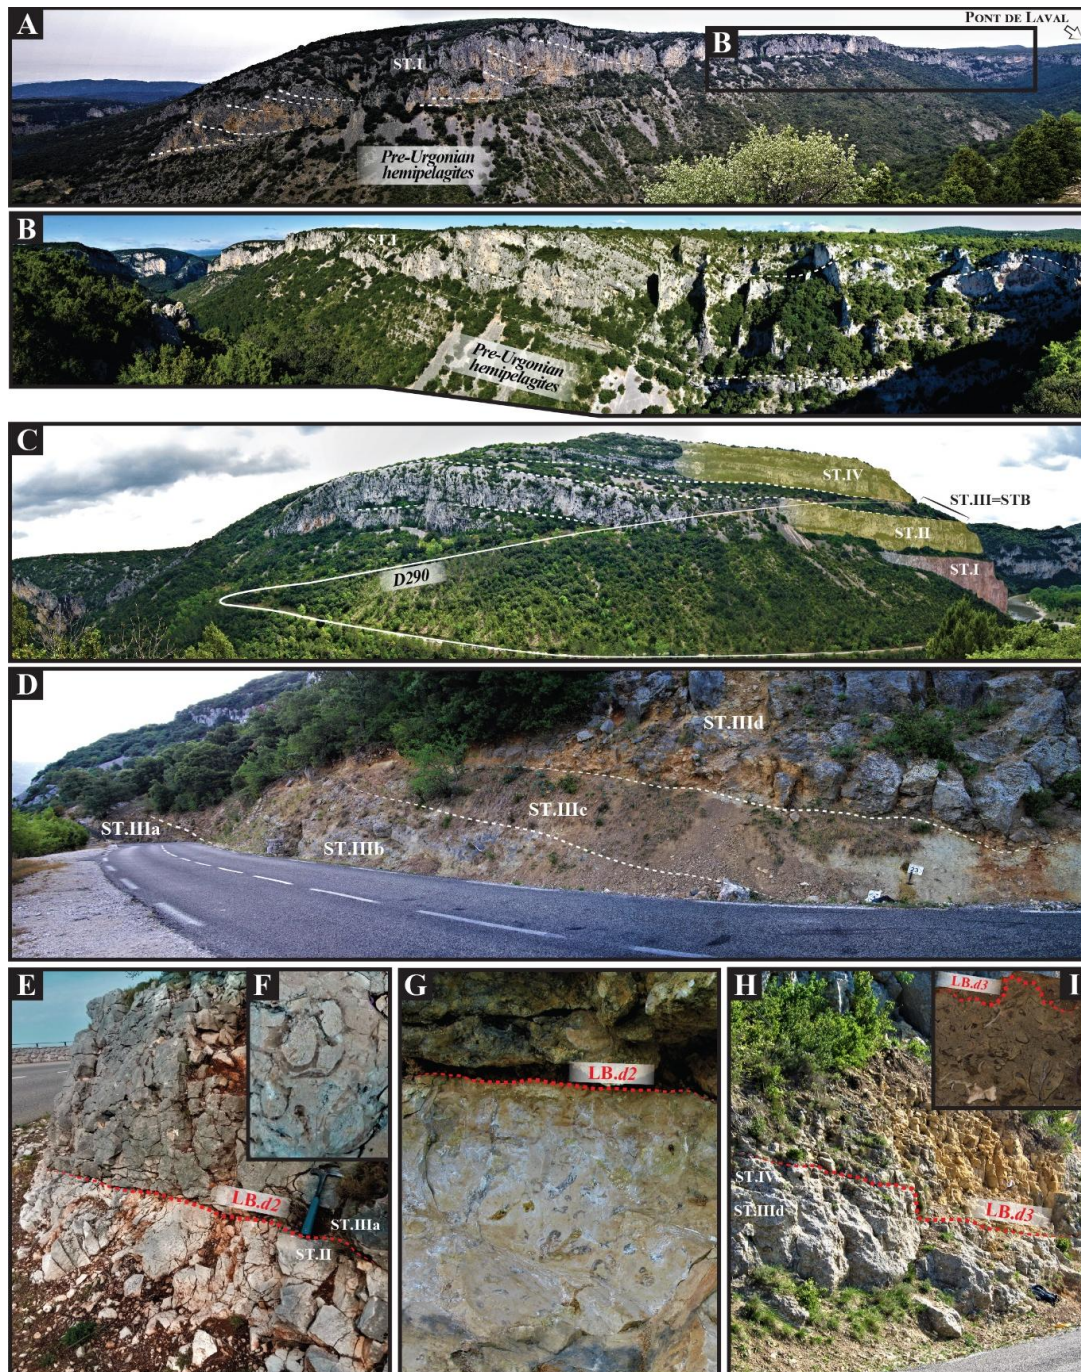 A
PONT DE LAVAL
B
ST.I
Pre-Urgonian
hemipelagites
B
ST.I
Pre-Urgonian
hemipelagites
C
ST.IV
ST.III=STB
ST.II
ST.I
D290
D
ST.IIId
ST.IIIc
ST.IIIa
ST.IIIb
23
E
LB.d2
ST.IIIa
ST.II
F
G
LB.d2
H
ST.IV
ST.IIId
LB.d3
I
LB.d3